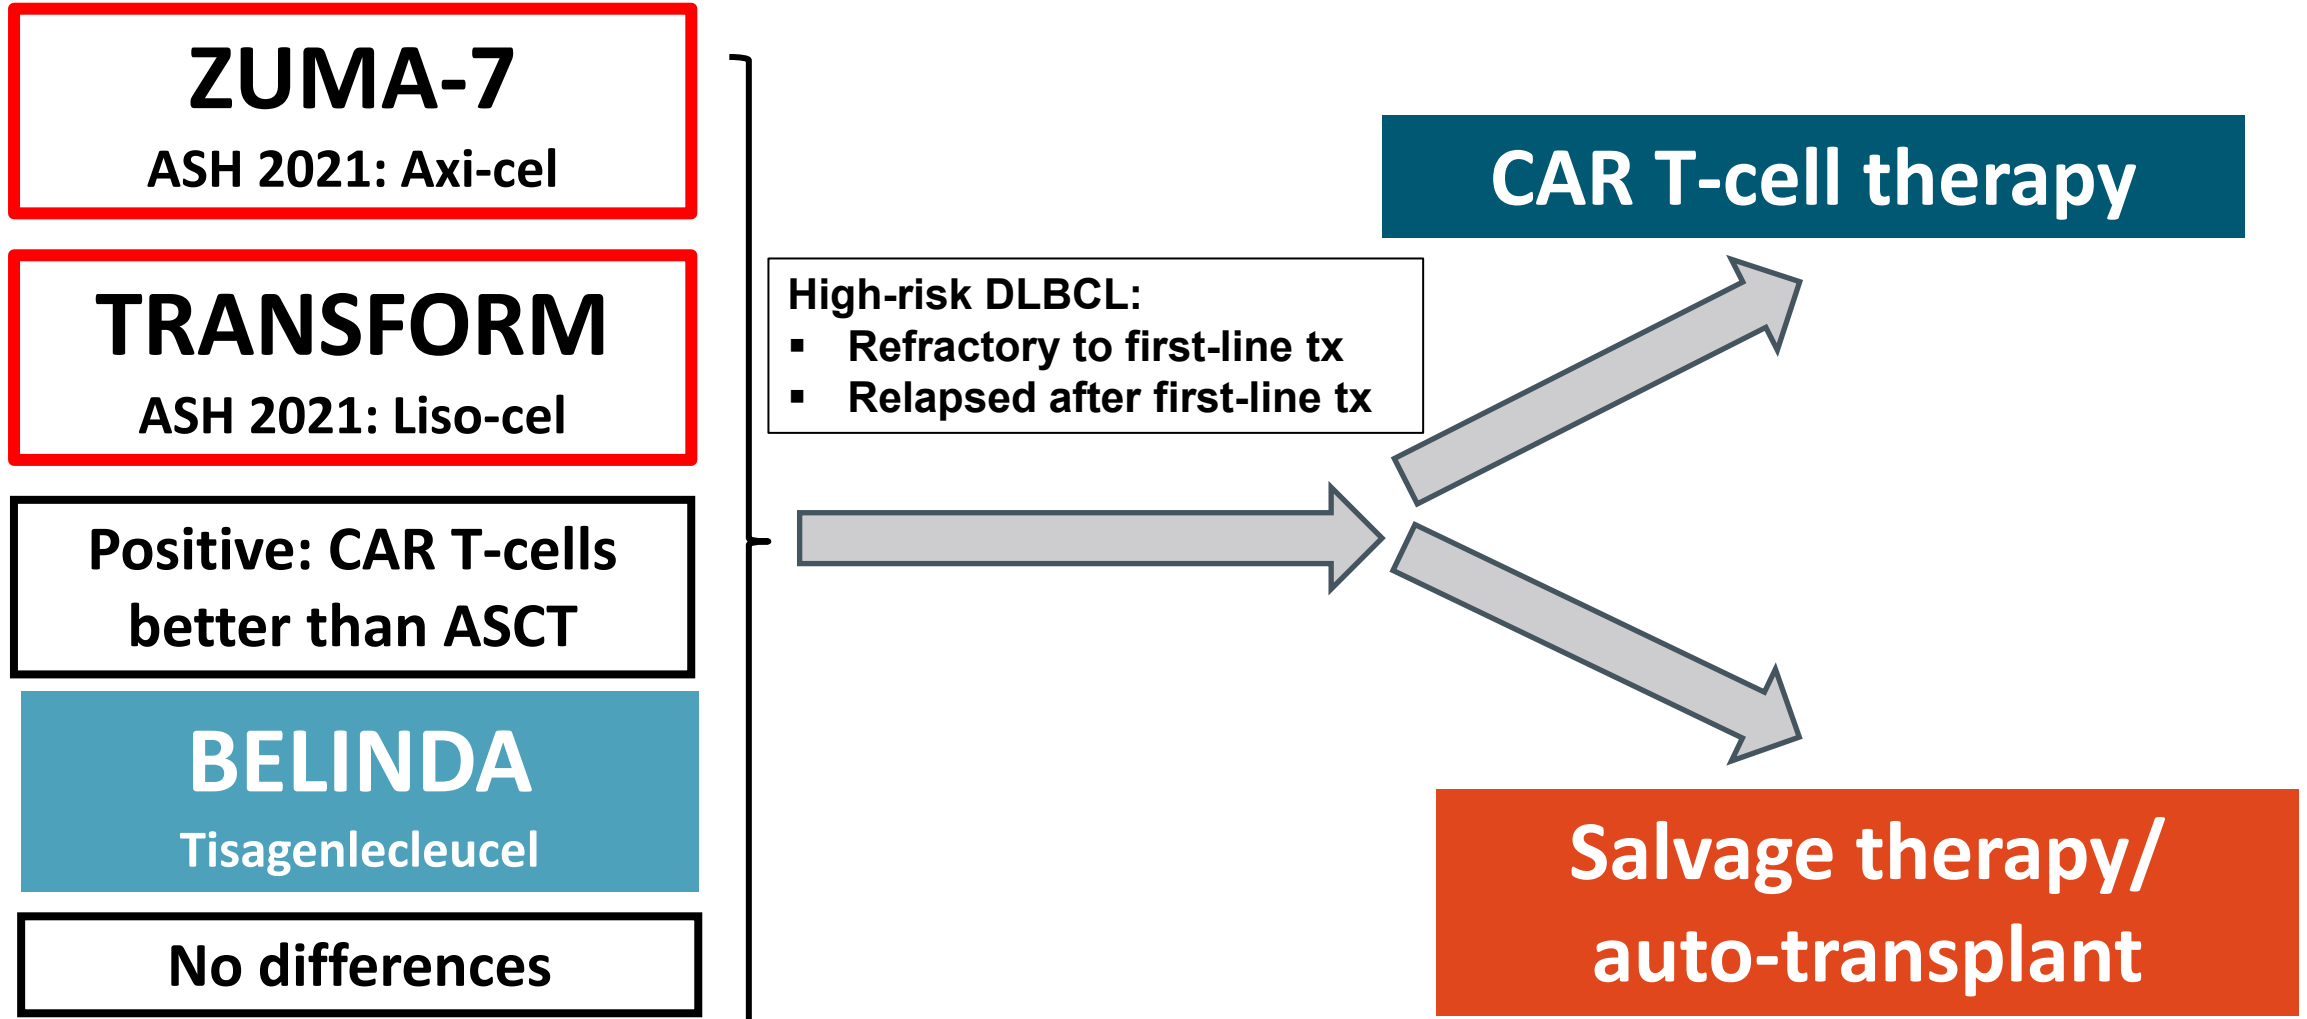 ZUMA-7
ASH 2021: Axi-cel
TRANSFORM
ASH 2021: Liso-cel
Positive: CAR T-cells
better than ASCT
BELINDA
Tisagenlecleucel
No differences
High-risk DLBCL:
▪ Refractory to first-line tx
▪ Relapsed after first-line tx
CAR T-cell therapy
Salvage therapy/
auto-transplant